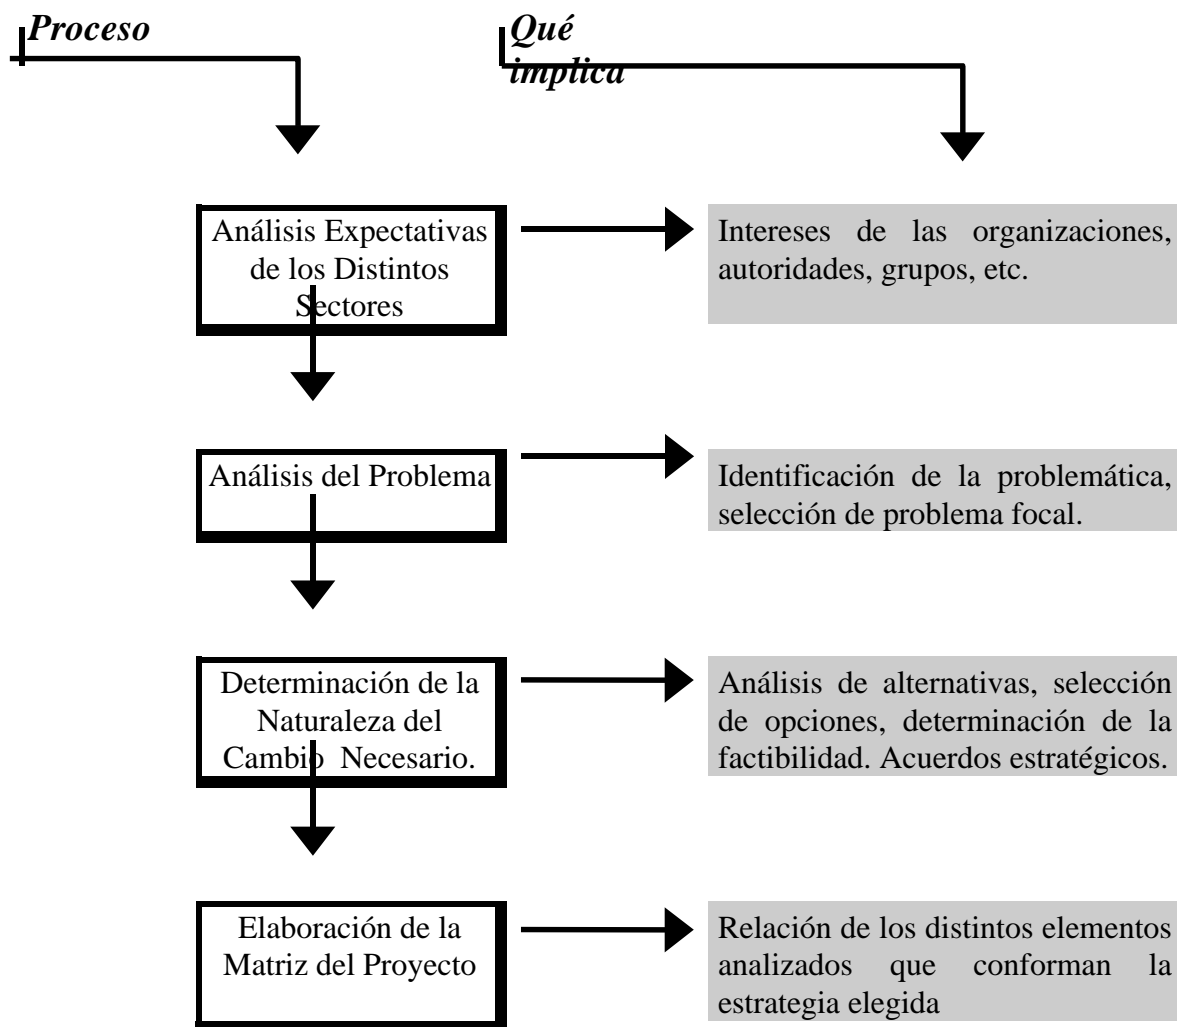 Proceso
Qué
implica
Análisis Expectativas
de los Distintos
Sectores
Intereses de las organizaciones,
autoridades, grupos, etc.
Análisis del Problema
Identificación de la problemática,
selección de problema focal.
Determinación de la
Naturaleza del
Cambio Necesario.
Análisis de alternativas, selección
de opciones, determinación de la
factibilidad. Acuerdos estratégicos.
Elaboración de la
Matriz del Proyecto
Relación de los distintos elementos
analizados que conforman la
estrategia elegida